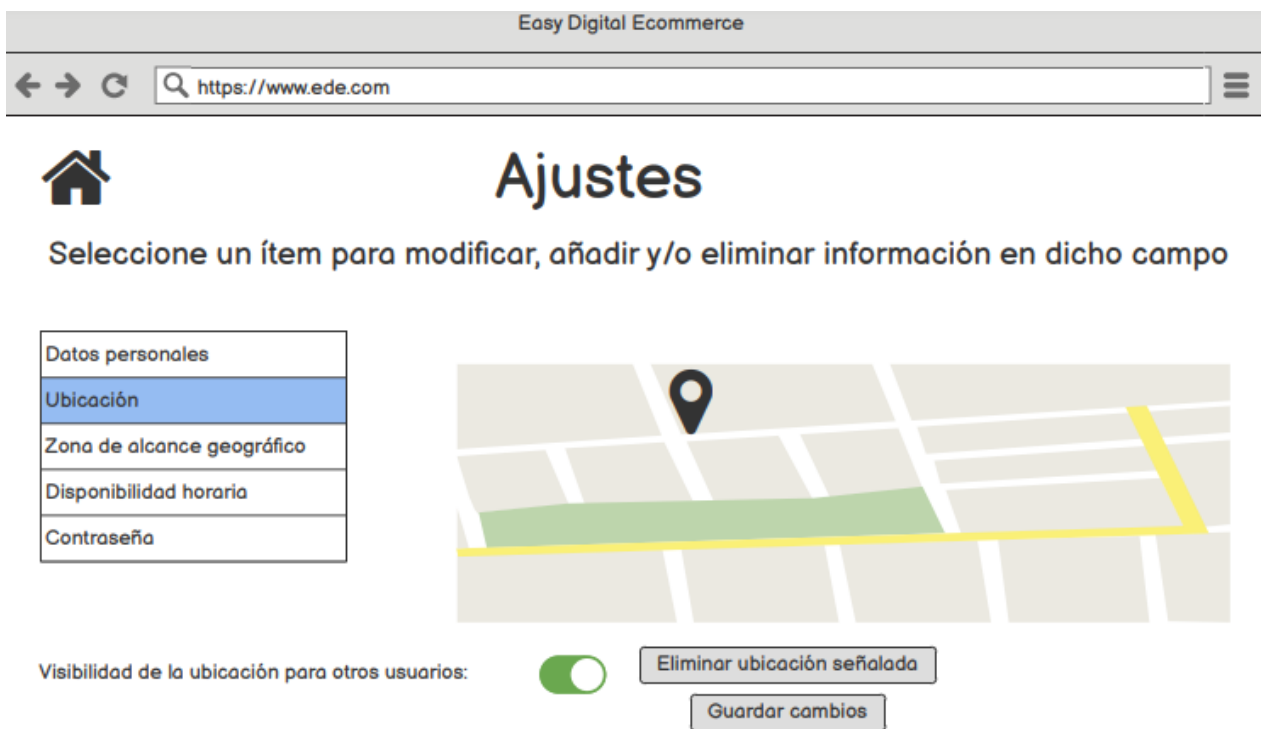 Easy Digital Ecommerce
https://www.ede.com
Ajustes
Seleccione un ítem para modificar, añadir y/o eliminar información en dicho campo
Datos personales
Ubicación
Zona de alcance geográfico
Disponibilidad horaria
Contraseña
Visibilidad de la ubicación para otros usuarios:
Eliminar ubicación señalada
Guardar cambios